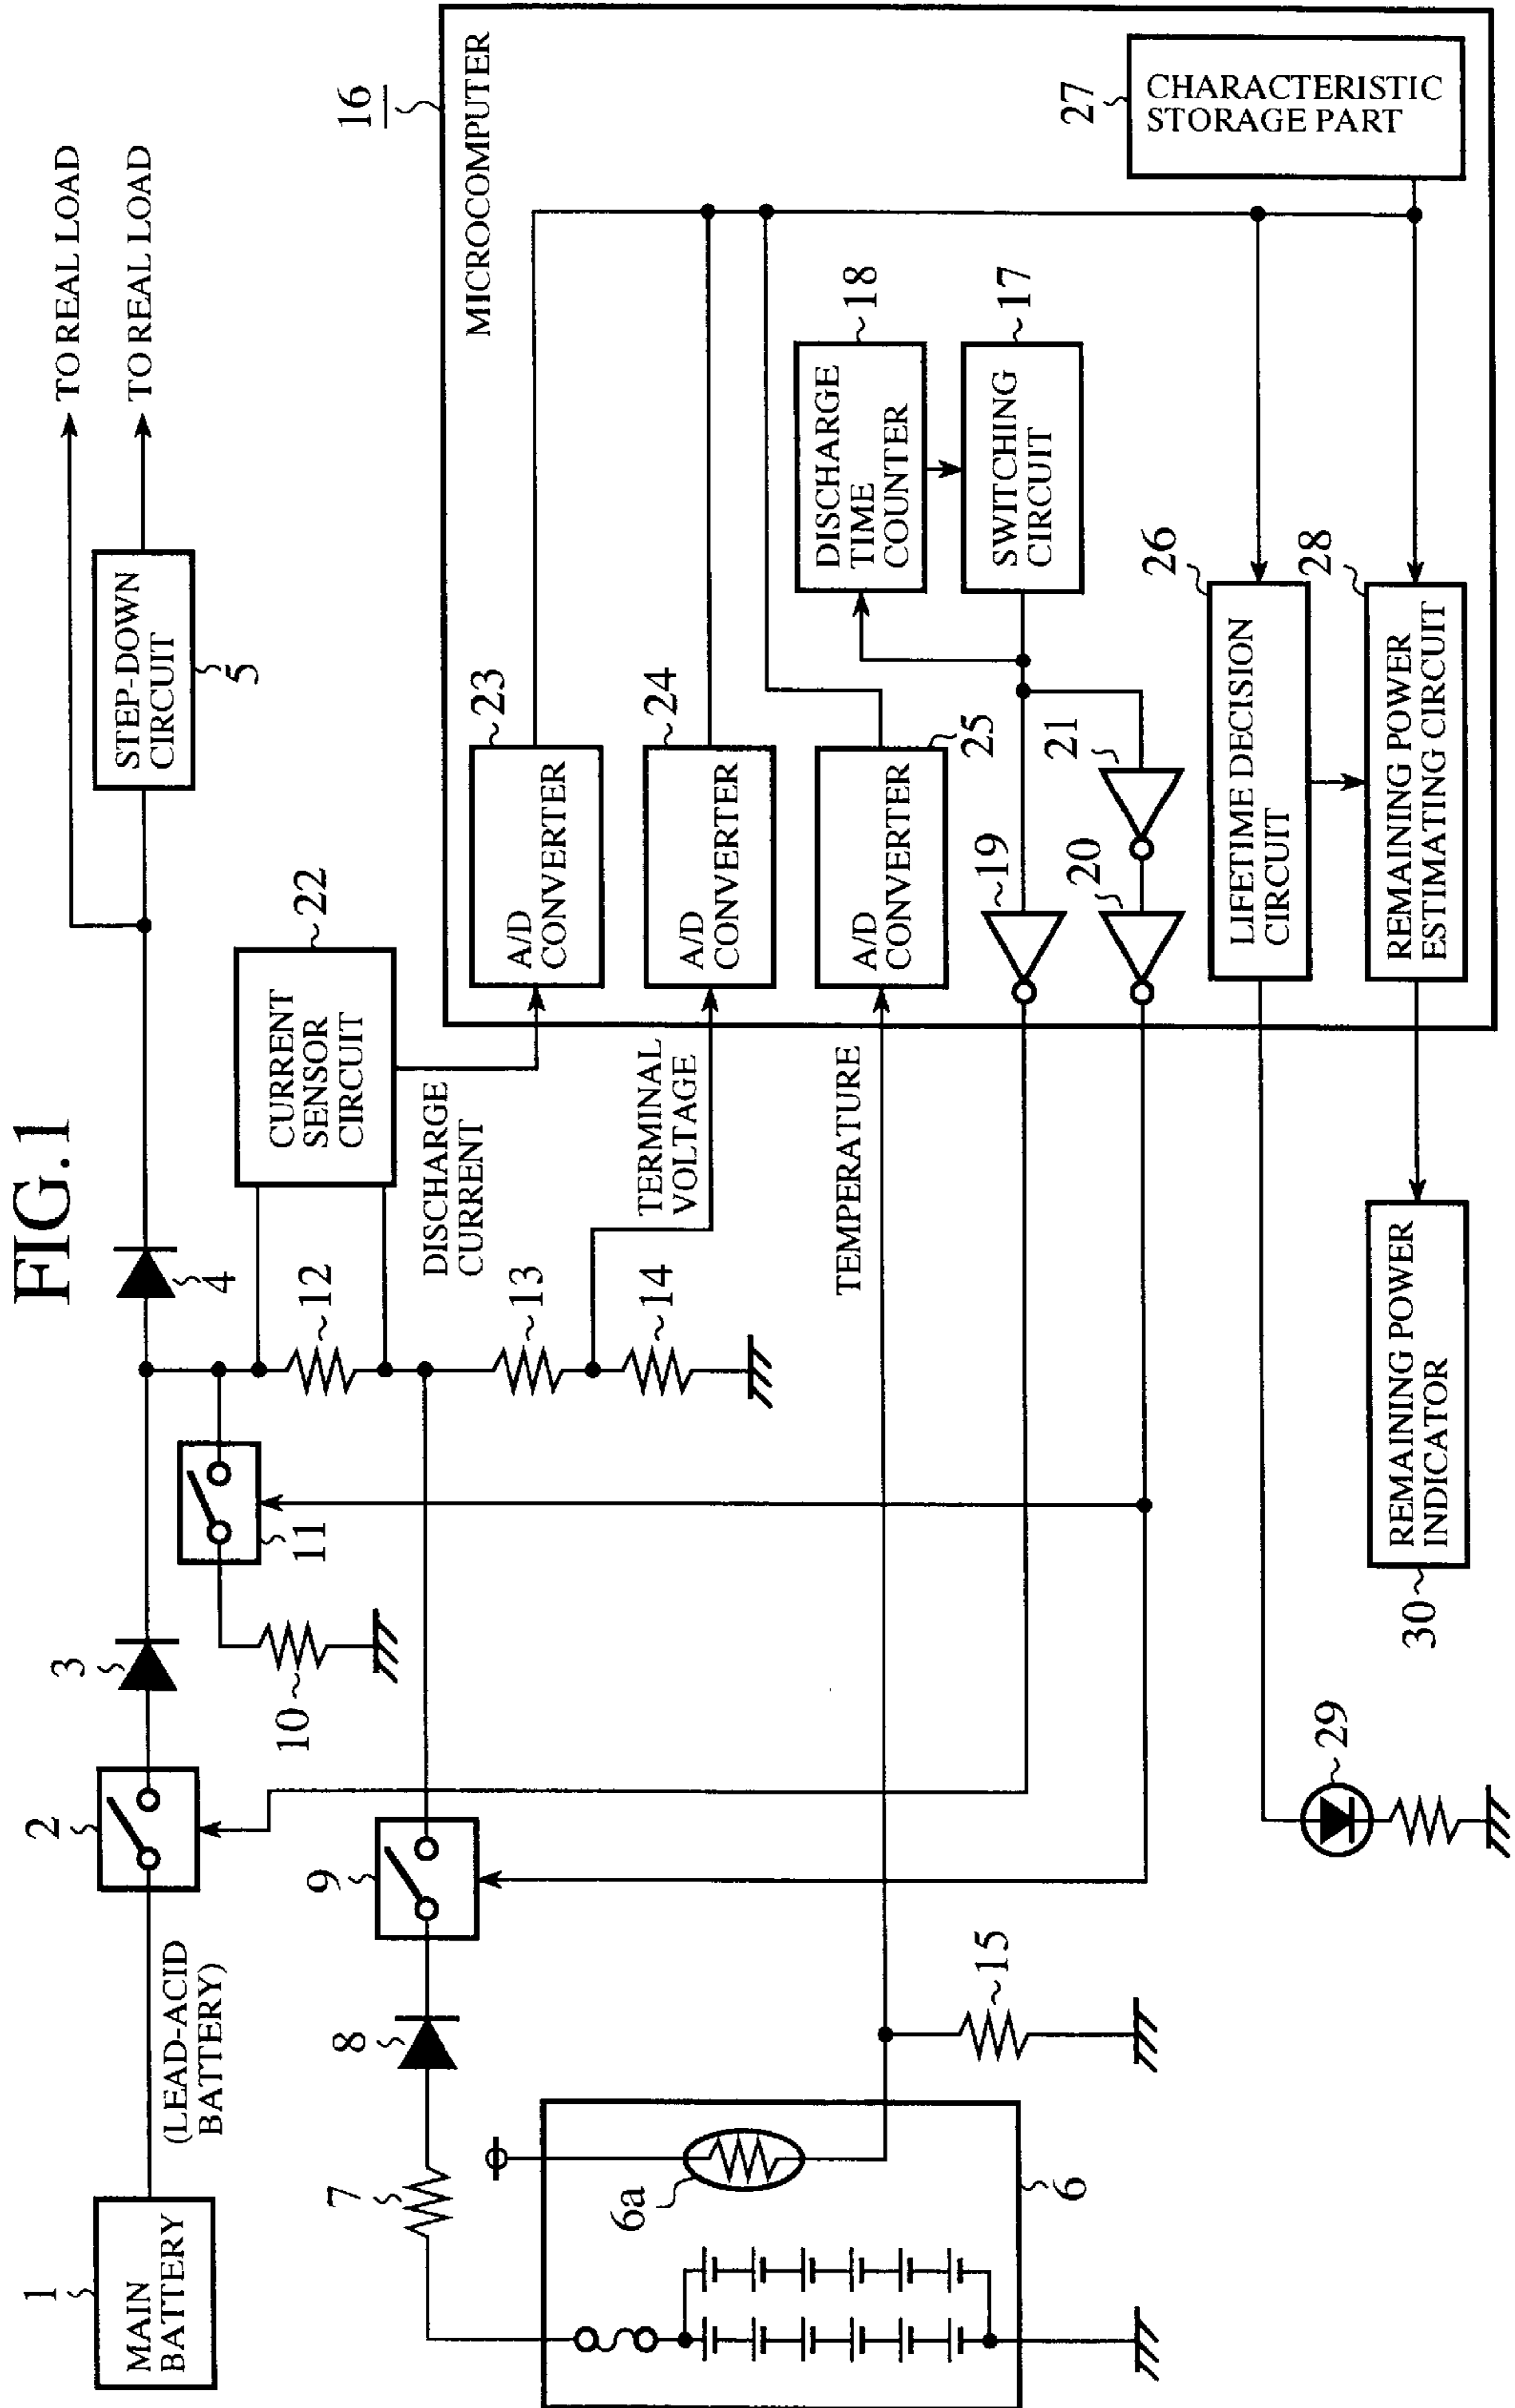 FIG.1
1
MAIN
BATTERY
(LEAD-ACID
BATTERY)
2
3
4
STEP-DOWN
CIRCUIT
5
TO REAL LOAD
TO REAL LOAD
10
11
12
13
14
CURRENT
SENSOR
CIRCUIT
22
DISCHARGE
CURRENT
TERMINAL
VOLTAGE
TEMPERATURE
6
6a
7
8
9
15
16
MICROCOMPUTER
A/D
CONVERTER
23
A/D
CONVERTER
24
A/D
CONVERTER
25
DISCHARGE
TIME
COUNTER
18
SWITCHING
CIRCUIT
17
19
20
21
LIFETIME DECISION
CIRCUIT
26
CHARACTERISTIC
STORAGE PART
27
REMAINING POWER
ESTIMATING CIRCUIT
28
29
REMAINING POWER
INDICATOR
30